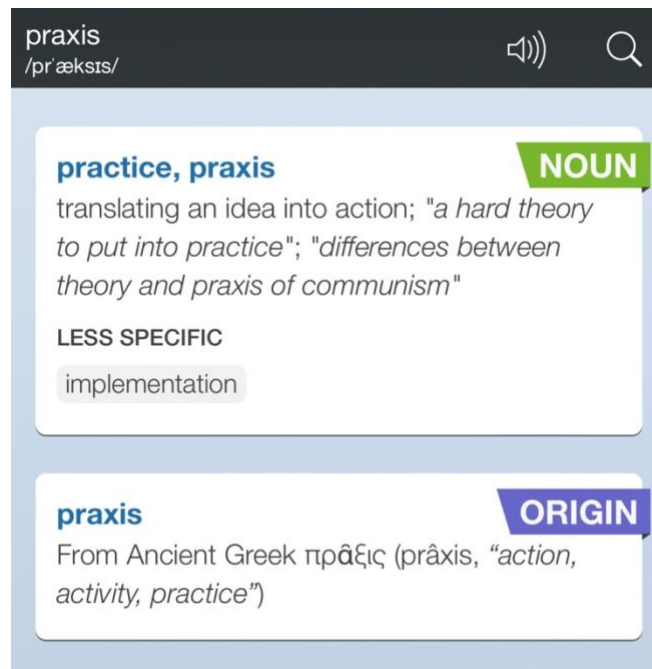 praxis
/prˈæksɪs/
practice, praxis
NOUN
translating an idea into action; "a hard theory
to put into practice"; "differences between
theory and praxis of communism"
LESS SPECIFIC
implementation
praxis
ORIGIN
From Ancient Greek πρᾶξις (prâxis, “action,
activity, practice”)